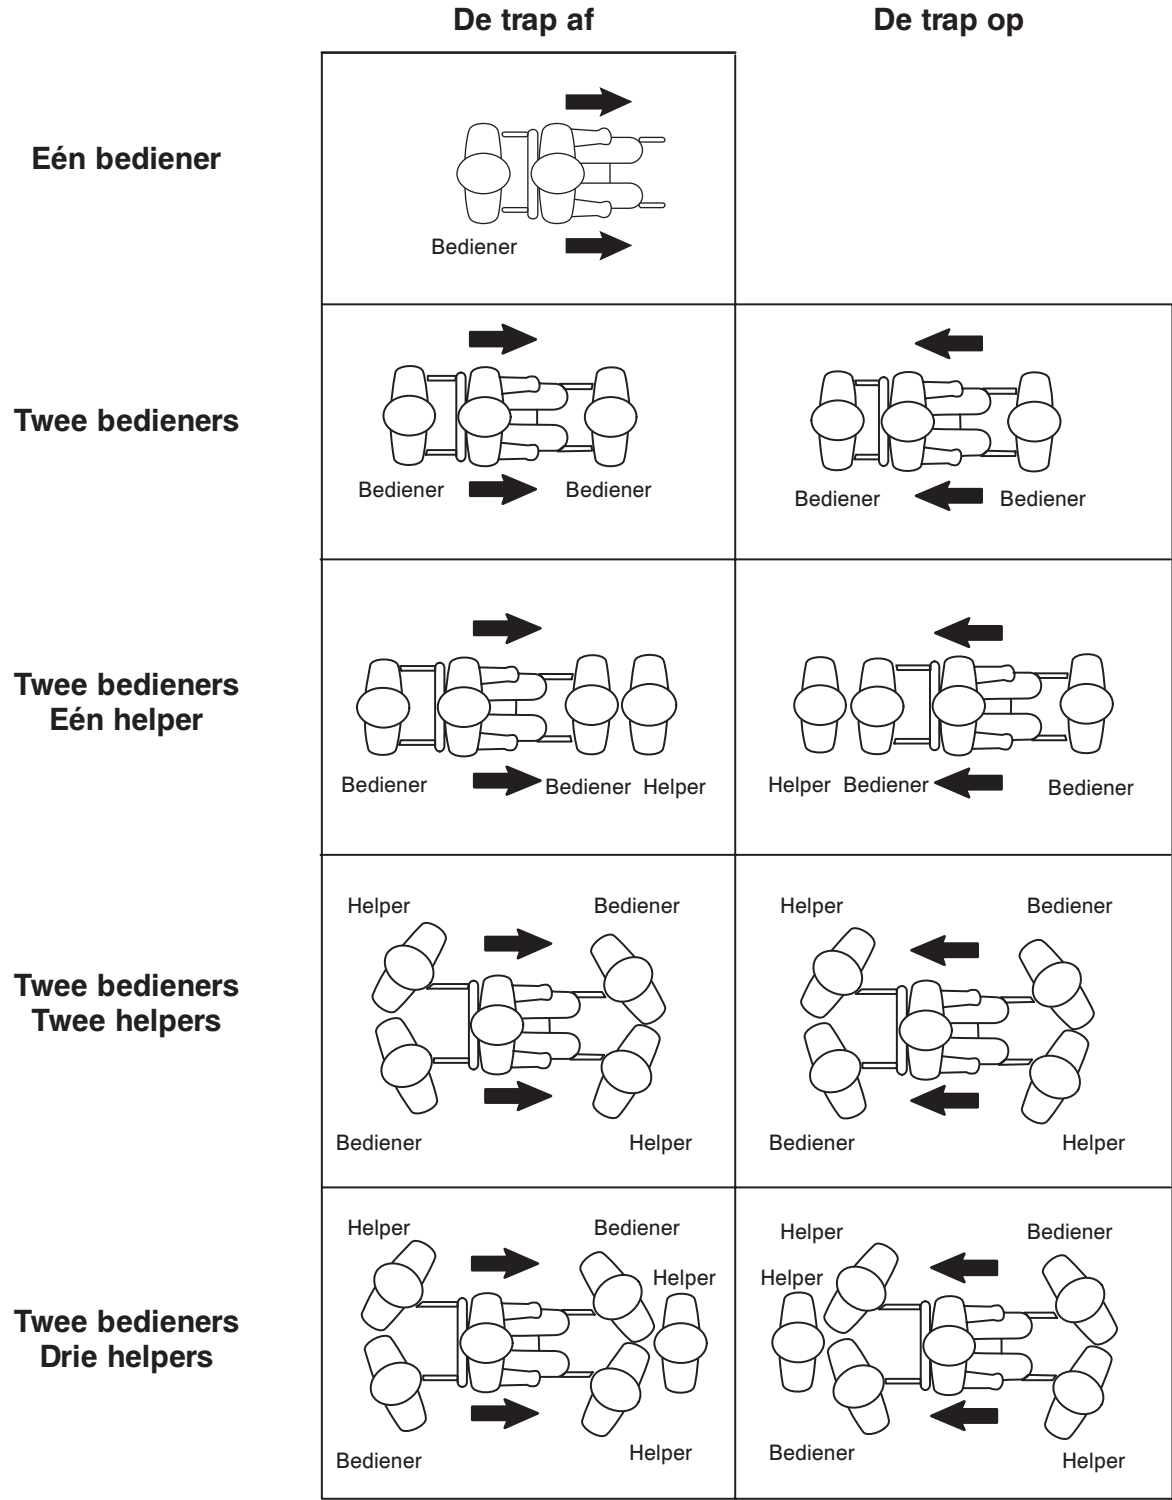 De trap af
De trap op
Eén bediener
Bediener
Twee bedieners
Bediener
Bediener
Bediener
Bediener
Twee bedieners
Eén helper
Bediener
Bediener
Helper
Helper
Bediener
Bediener
Twee bedieners
Twee helpers
Helper
Bediener
Bediener
Helper
Helper
Bediener
Bediener
Helper
Twee bedieners
Drie helpers
Helper
Bediener
Helper
Bediener
Helper
Helper
Bediener
Helper
Bediener
Helper